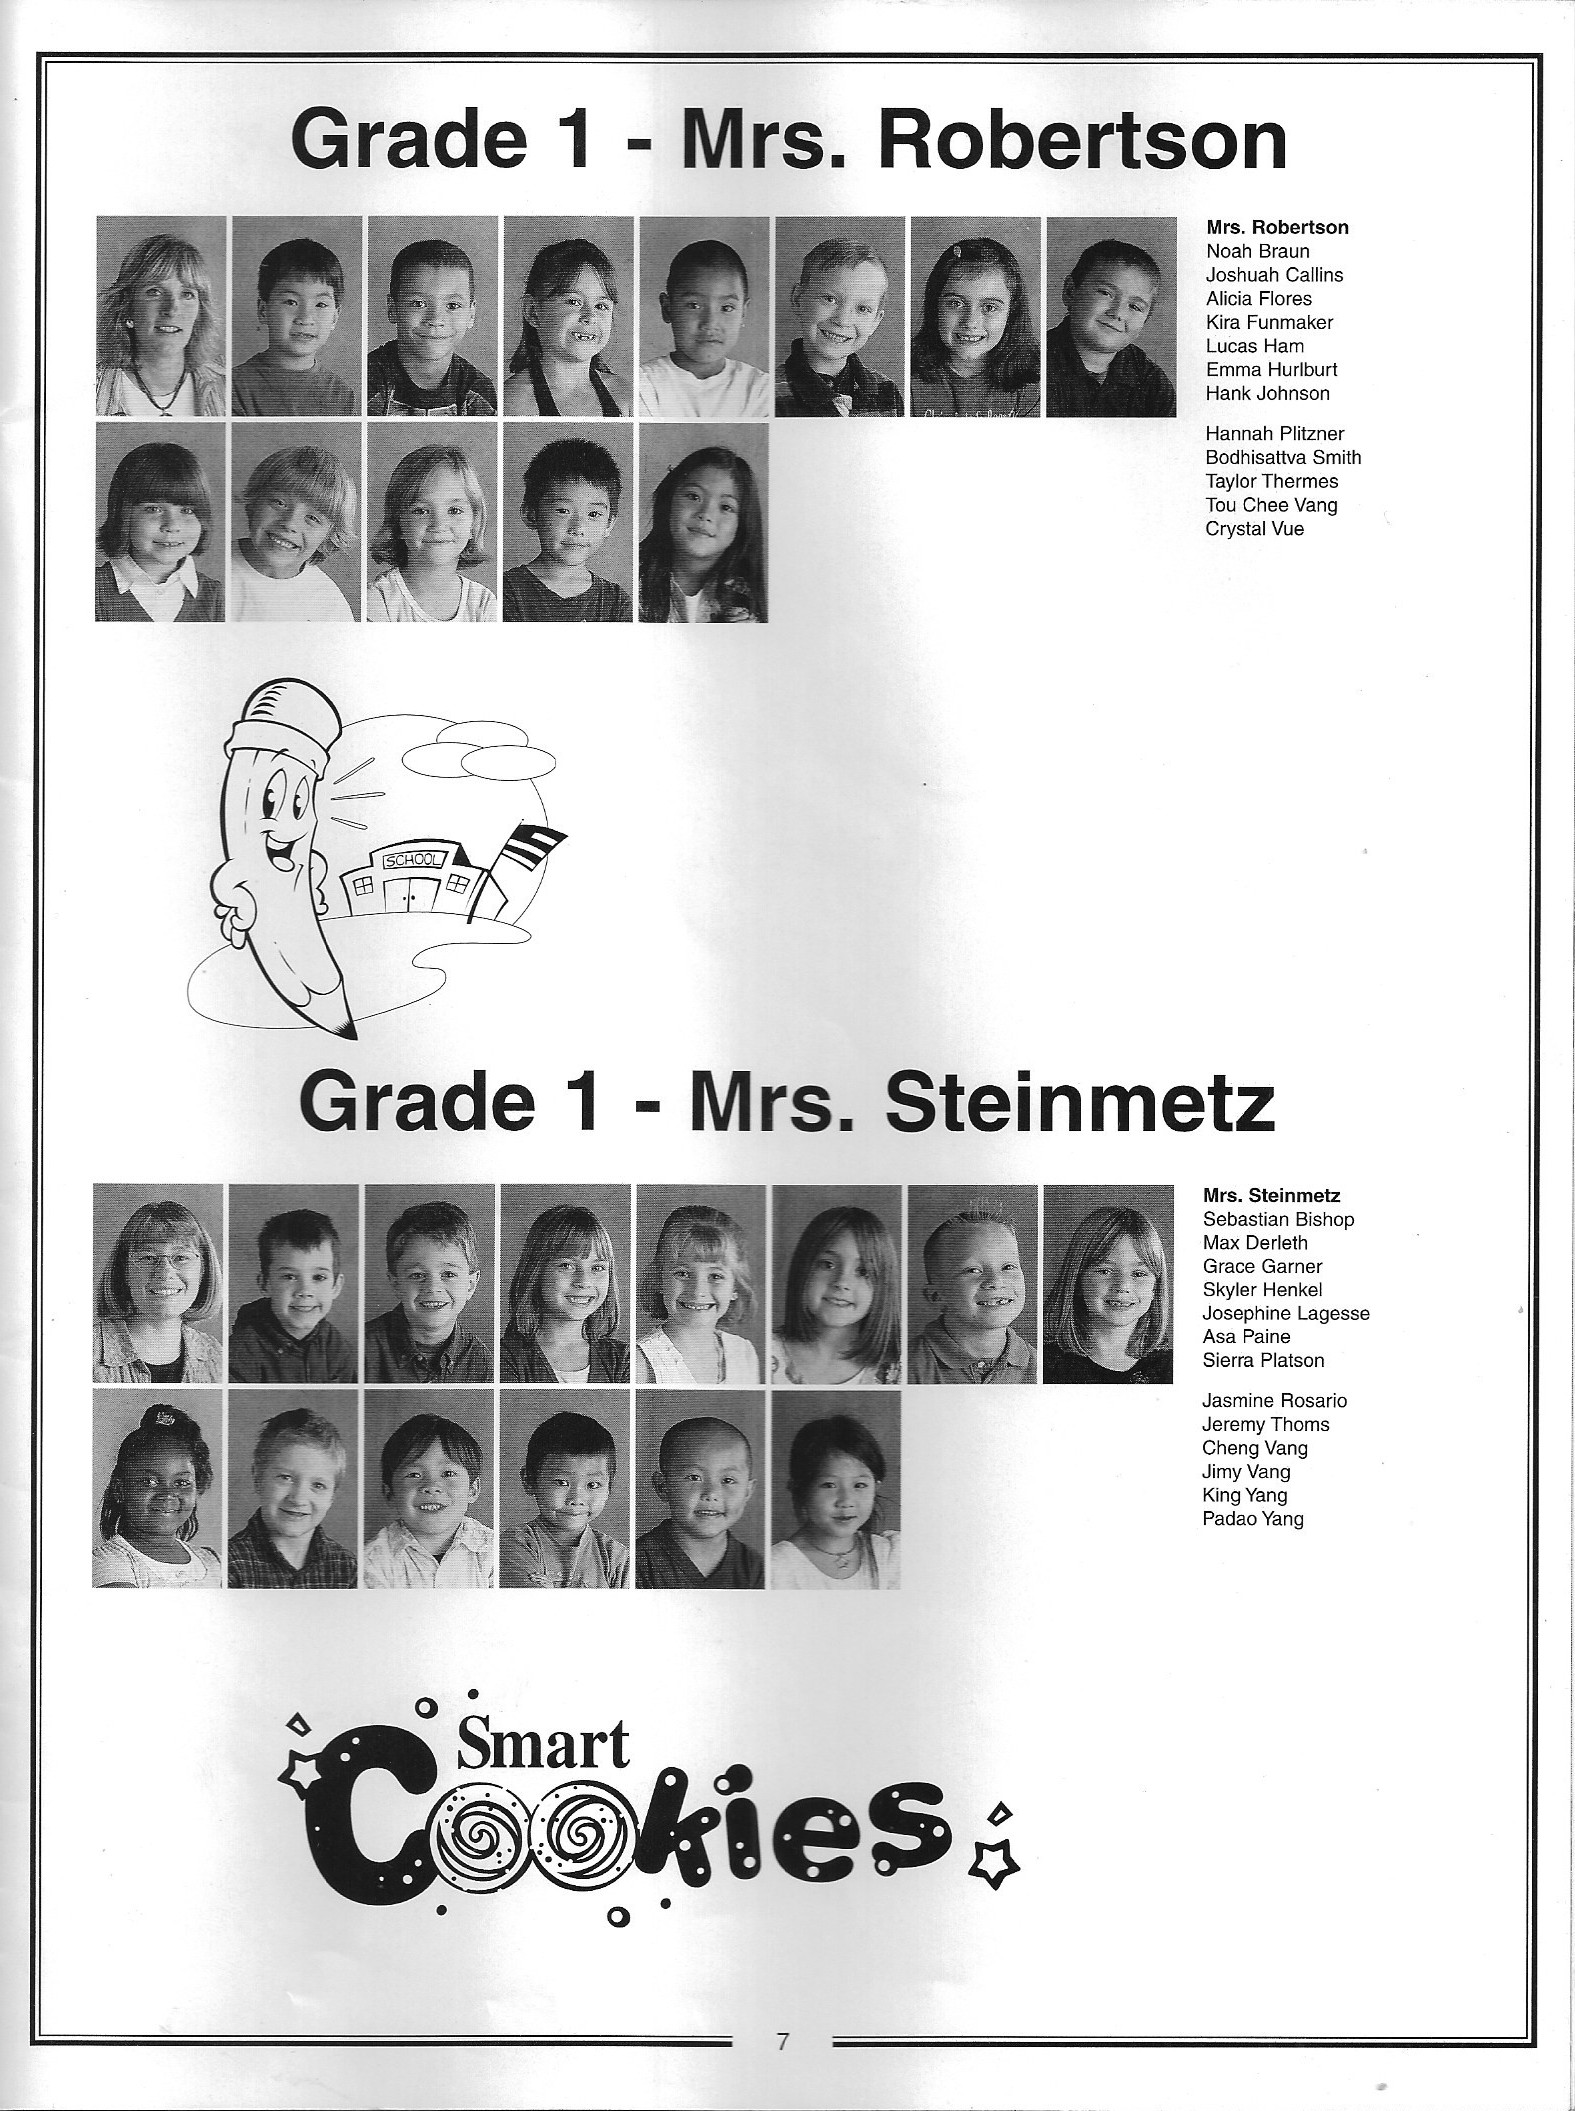 Grade 1 - Mrs. Robertson
Mrs. Robertson
Noah Braun
Joshuah Callins
Alicia Flores
Kira Funmaker
Lucas Ham
Emma Hurlburt
Hank Johnson
Hannah Plitzner
Bodhisattva Smith
Taylor Thermes
Tou Chee Vang
Crystal Vue
SCHOOL
Grade 1 - Mrs. Steinmetz
Mrs. Steinmetz
Sebastian Bishop
Max Derleth
Grace Garner
Skyler Henkel
Josephine Lagesse
Asa Paine
Sierra Platson
Jasmine Rosario
Jeremy Thoms
Cheng Vang
Jimy Vang
King Yang
Padao Yang
Smart
Cookies
7